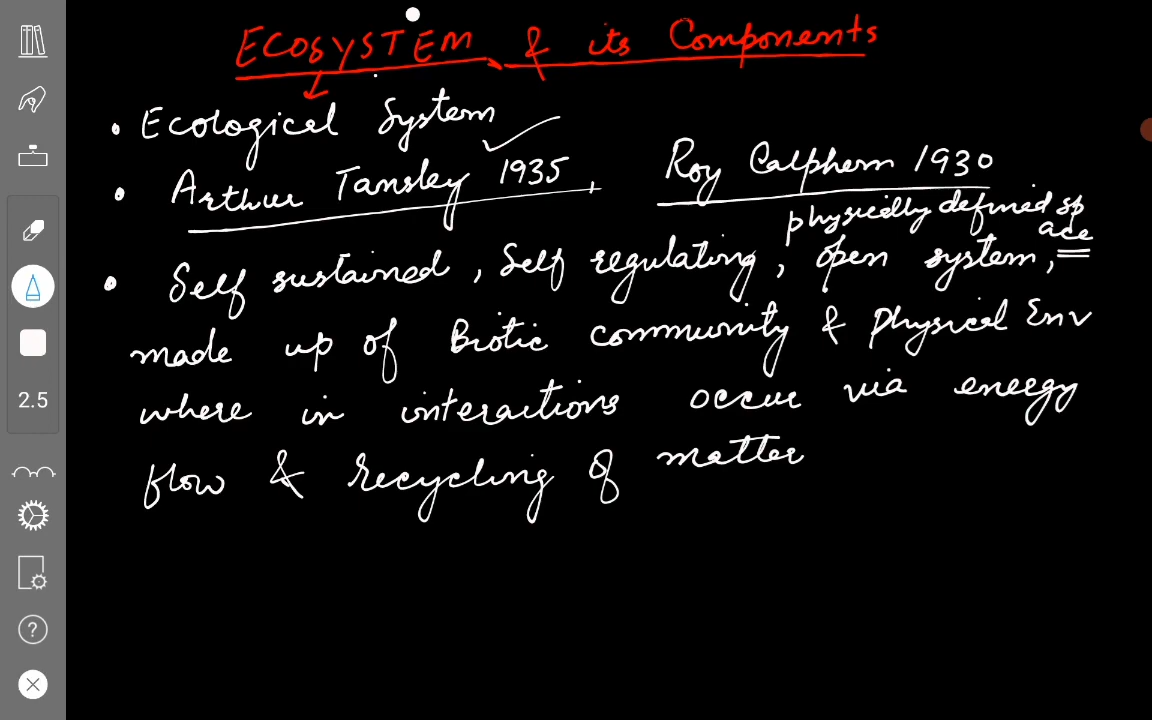 ECOSYSTEM & its Components
• Ecological System
• Arthur Tansley 1935, Roy Calphem 1930
physically defined sp
ace
• Self sustained, Self regulating, open system,
made up of Biotic community & Physical Env
where in interactions occur via energy
flow & recycling of matter
2.5